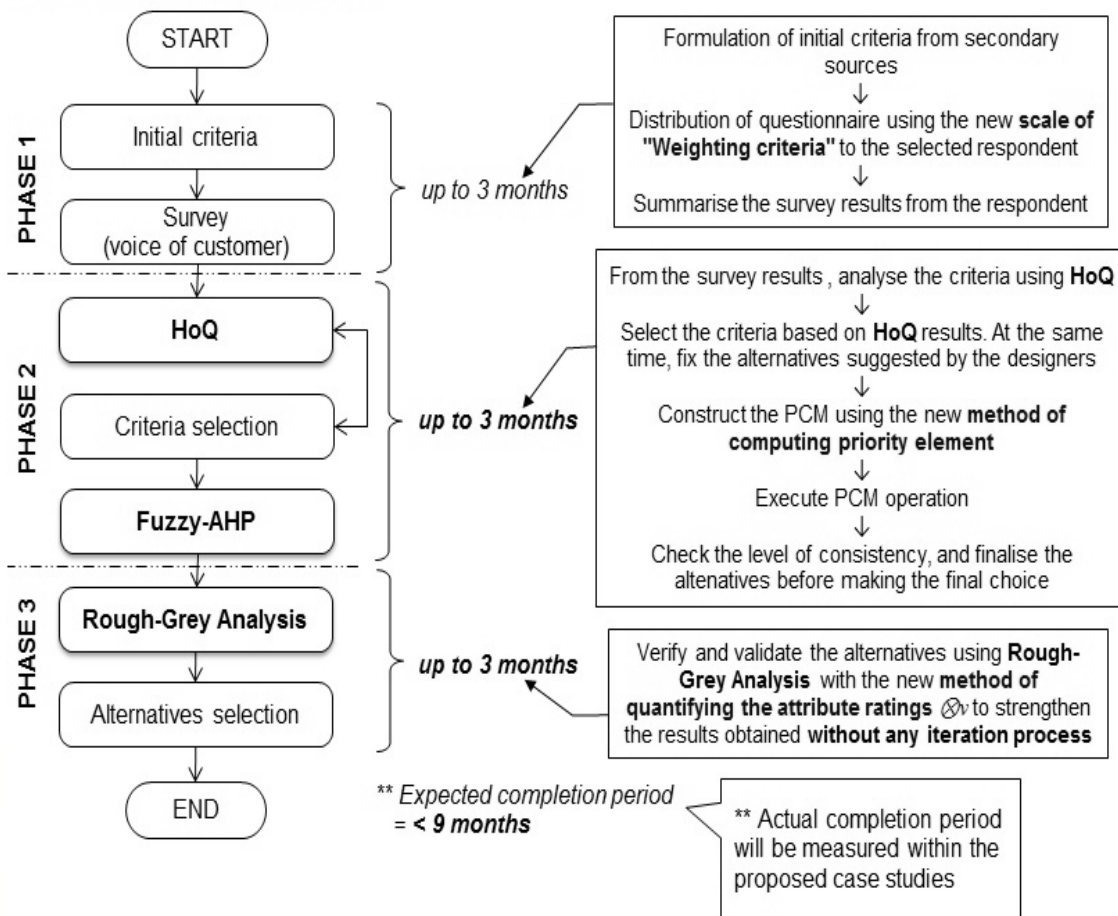 START
PHASE 1
Initial criteria
Survey
(voice of customer)
up to 3 months
Formulation of initial criteria from secondary
sources
Distribution of questionnaire using the new scale of
"Weighting criteria" to the selected respondent
Summarise the survey results from the respondent
PHASE 2
HoQ
Criteria selection
Fuzzy-AHP
up to 3 months
From the survey results , analyse the criteria using HoQ
Select the criteria based on HoQ results. At the same
time, fix the alternatives suggested by the designers
Construct the PCM using the new method of
computing priority element
Execute PCM operation
Check the level of consistency, and finalise the
altenatives before making the final choice
PHASE 3
Rough-Grey Analysis
Alternatives selection
up to 3 months
Verify and validate the alternatives using Rough-
Grey Analysis with the new method of
quantifying the attribute ratings ⊗v to strengthen
the results obtained without any iteration process
END
** Expected completion period
= < 9 months
** Actual completion period
will be measured within the
proposed case studies